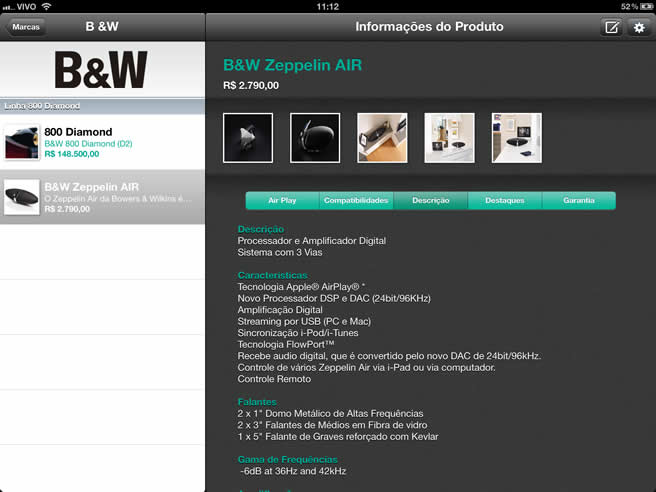 VIVO
11:12
52%
Marcas
B &W
Informações do Produto
B&W
Linha 800 Diamond
800 Diamond
B&W 800 Diamond (D2)
R$ 148.500,00
B&W Zeppelin AIR
O Zeppelin Air da Bowers & Wilkins é...
R$ 2.790,00
B&W Zeppelin AIR
R$ 2.790,00
Air Play Compatibilidades Descrição Destaques Garantia
Descrição
Processador e Amplificador Digital
Sistema com 3 Vias
Características
Tecnologia Apple® AirPlay® *
Novo Processador DSP e DAC (24bit/96KHz)
Amplificação Digital
Streaming por USB (PC e Mac)
Sincronização i-Pod/i-Tunes
Tecnologia FlowPort™
Recebe audio digital, que é convertido pelo novo DAC de 24bit/96kHz.
Controle de vários Zeppelin Air via i-Pad ou via computador.
Controle Remoto
Falantes
2 x 1" Domo Metálico de Altas Frequências
2 x 3" Falantes de Médios em Fibra de vidro
1 x 5" Falante de Graves reforçado com Kevlar
Gama de Frequências
-6dB at 36Hz and 42kHz